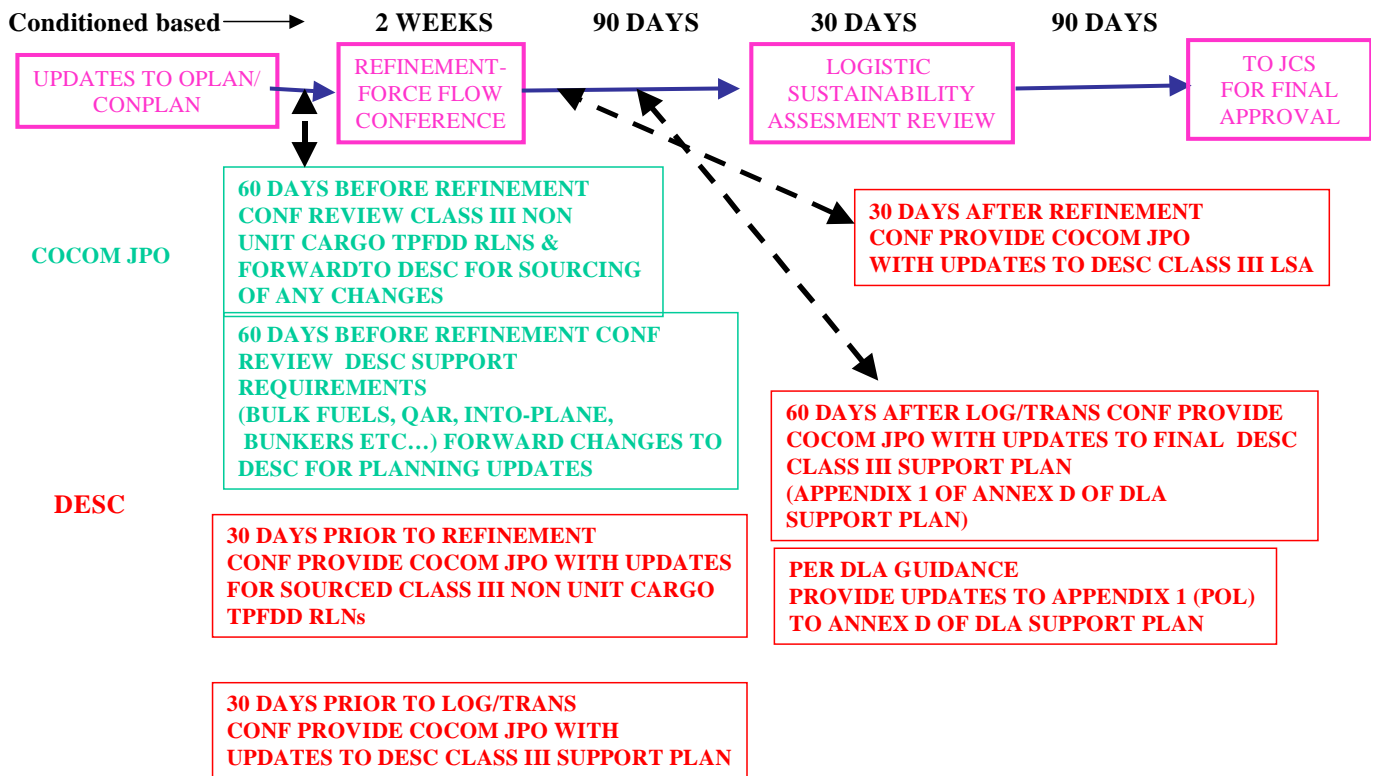 Conditioned based
2 WEEKS
90 DAYS
30 DAYS
90 DAYS
UPDATES TO OPLAN/
CONPLAN
REFINEMENT-
FORCE FLOW
CONFERENCE
LOGISTIC
SUSTAINABILITY
ASSESMENT REVIEW
TO JCS
FOR FINAL
APPROVAL
COCOM JPO
60 DAYS BEFORE REFINEMENT
CONF REVIEW CLASS III NON
UNIT CARGO TPFDD RLNS &
FORWARDTO DESC FOR SOURCING
OF ANY CHANGES
60 DAYS BEFORE REFINEMENT CONF
REVIEW DESC SUPPORT
REQUIREMENTS
(BULK FUELS, QAR, INTO-PLANE,
BUNKERS ETC…) FORWARD CHANGES TO
DESC FOR PLANNING UPDATES
30 DAYS AFTER REFINEMENT
CONF PROVIDE COCOM JPO
WITH UPDATES TO DESC CLASS III LSA
60 DAYS AFTER LOG/TRANS CONF PROVIDE
COCOM JPO WITH UPDATES TO FINAL DESC
CLASS III SUPPORT PLAN
(APPENDIX 1 OF ANNEX D OF DLA
SUPPORT PLAN)
DESC
30 DAYS PRIOR TO REFINEMENT
CONF PROVIDE COCOM JPO WITH UPDATES
FOR SOURCED CLASS III NON UNIT CARGO
TPFDD RLNs
PER DLA GUIDANCE
PROVIDE UPDATES TO APPENDIX 1 (POL)
TO ANNEX D OF DLA SUPPORT PLAN
30 DAYS PRIOR TO LOG/TRANS
CONF PROVIDE COCOM JPO WITH
UPDATES TO DESC CLASS III SUPPORT PLAN